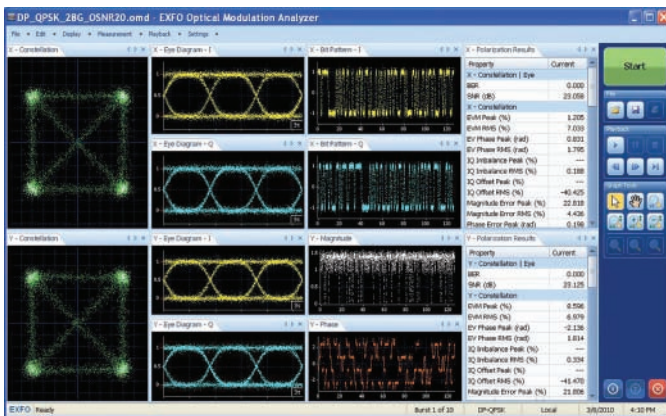 DP_QPSK_28G_OSNR20.omd - EXFO Optical Modulation Analyzer
File Edit Display Measurement Playback Settings
X - Constellation
X - Eye Diagram - I
X - Bit Pattern - I
X - Polarization Results
Property Current
X - Constellation | Eye
BER 0.000
SNR (dB) 23.058
X - Constellation
EVM Peak (%) 1.205
EVM RMS (%) 7.033
EV Phase Peak (rad) 0.831
EV Phase RMS (rad) 1.795
IQ Imbalance Peak (%) ---
IQ Imbalance RMS (%) 0.188
IQ Offset Peak (%) ---
IQ Offset RMS (%) -40.425
Magnitude Error Peak (%) 22.818
Magnitude Error RMS (%) 4.436
Phase Error Peak (rad) 0.198
X - Eye Diagram - Q
X - Bit Pattern - Q
Start
File
Playback
Graph Tools
Y - Constellation
Y - Eye Diagram - I
Y - Magnitude
Y - Polarization Results
Property Current
Y - Constellation | Eye
BER 0.000
SNR (dB) 23.125
Y - Constellation
EVM Peak (%)
EVM RMS (%) 6.979
EV Phase Peak (rad) -2.136
EV Phase RMS (rad) 1.814
IQ Imbalance Peak (%) ---
IQ Imbalance RMS (%) 0.334
IQ Offset Peak (%) ---
IQ Offset RMS (%) -41.470
Magnitude Error Peak (%) 21.806
Y - Eye Diagram - Q
Y - Phase
EXFO Ready Burst 1 of 10 DP-QPSK Local 3/8/2010 4:10 PM